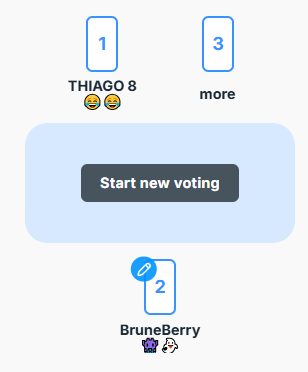 1
3
THIAGO 8
😂😂
more
Start new voting
2
BruneBerry
👾👻